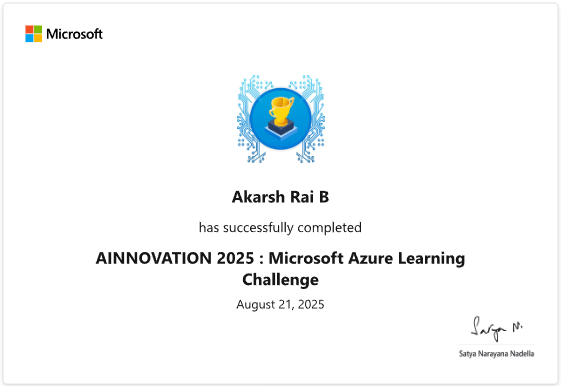 Microsoft
Akarsh Rai B
has successfully completed
AINNOVATION 2025 : Microsoft Azure Learning
Challenge
August 21, 2025
Satya N.
Satya Narayana Nadella